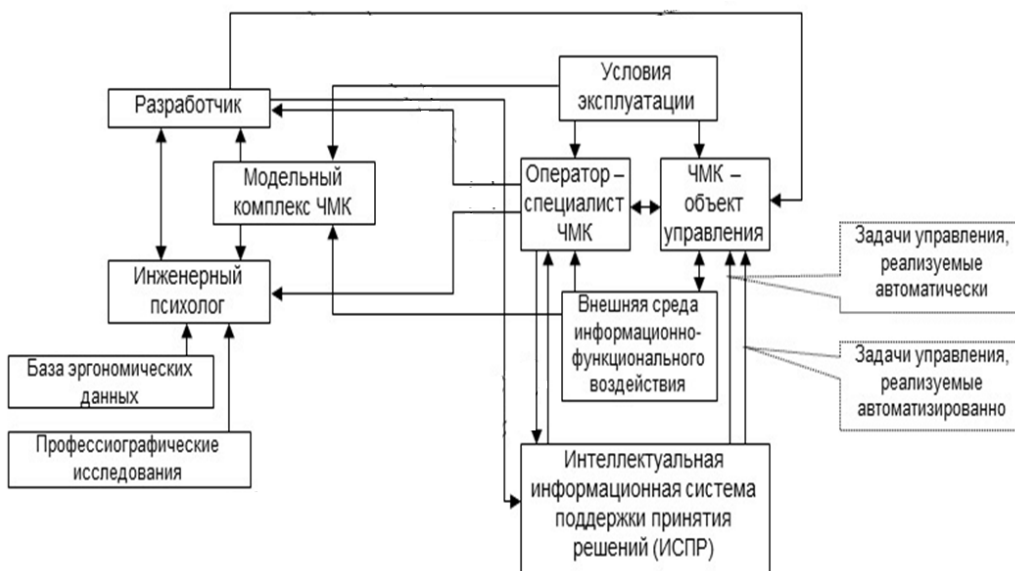 Разработчик
Условия
эксплуатации
Модельный
комплекс ЧМК
Оператор –
специалист
ЧМК
ЧМК –
объект
управления
Задачи управления,
реализуемые
автоматически
Инженерный
психолог
Внешняя среда
информационно-
функционального
воздействия
База эргономических
данных
Задачи управления,
реализуемые
автоматизированно
Профессиографические
исследования
Интеллектуальная
информационная система
поддержки принятия
решений (ИСПР)